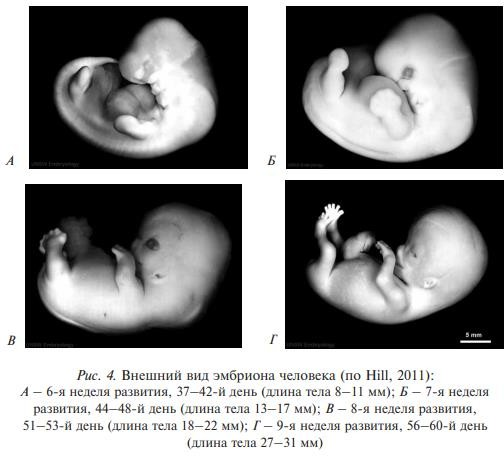 А
Б
UNSW Embryology
UNSW Embryology
В
Г
5 mm
UNSW Embryology
Рис. 4. Внешний вид эмбриона человека (по Hill, 2011):
А – 6-я неделя развития, 37–42-й день (длина тела 8–11 мм); Б – 7-я неделя
развития, 44–48-й день (длина тела 13–17 мм); В – 8-я неделя развития,
51–53-й день (длина тела 18–22 мм); Г – 9-я неделя развития, 56–60-й день
(длина тела 27–31 мм)